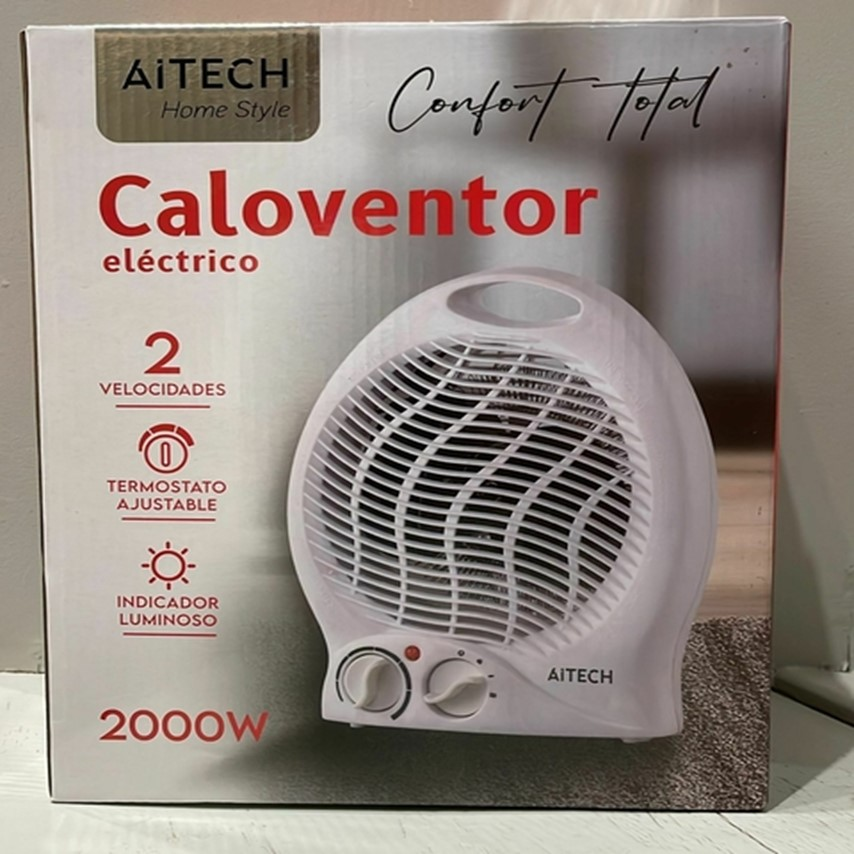 AiTECH
Home Style
Confort total
Caloventor
eléctrico
2
VELOCIDADES
TERMOSTATO
AJUSTABLE
INDICADOR
LUMINOSO
2000W
AiTECH